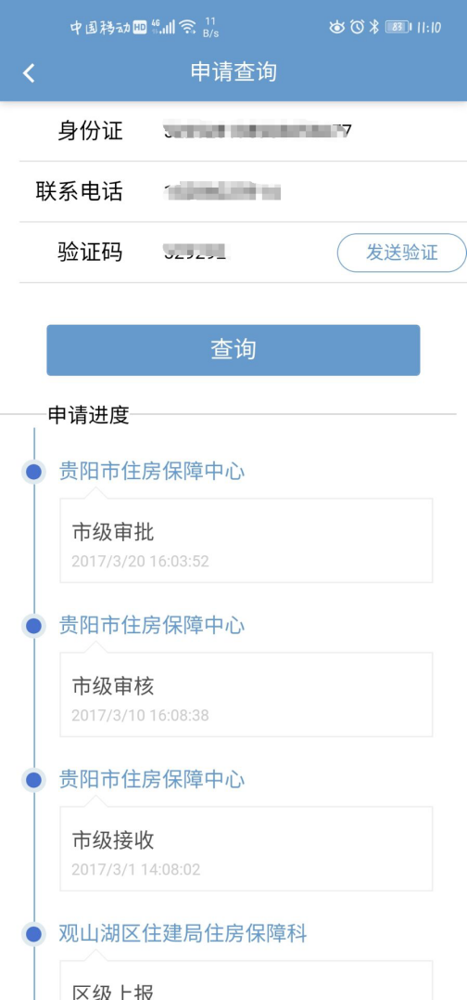 中国移动 HD 46 11 B/s 83 11:10
申请查询
身份证 77
联系电话
验证码 发送验证
查询
申请进度
贵阳市住房保障中心
市级审批
2017/3/20 16:03:52
贵阳市住房保障中心
市级审核
2017/3/10 16:08:38
贵阳市住房保障中心
市级接收
2017/3/1 14:08:02
观山湖区住建局住房保障科
区级上报